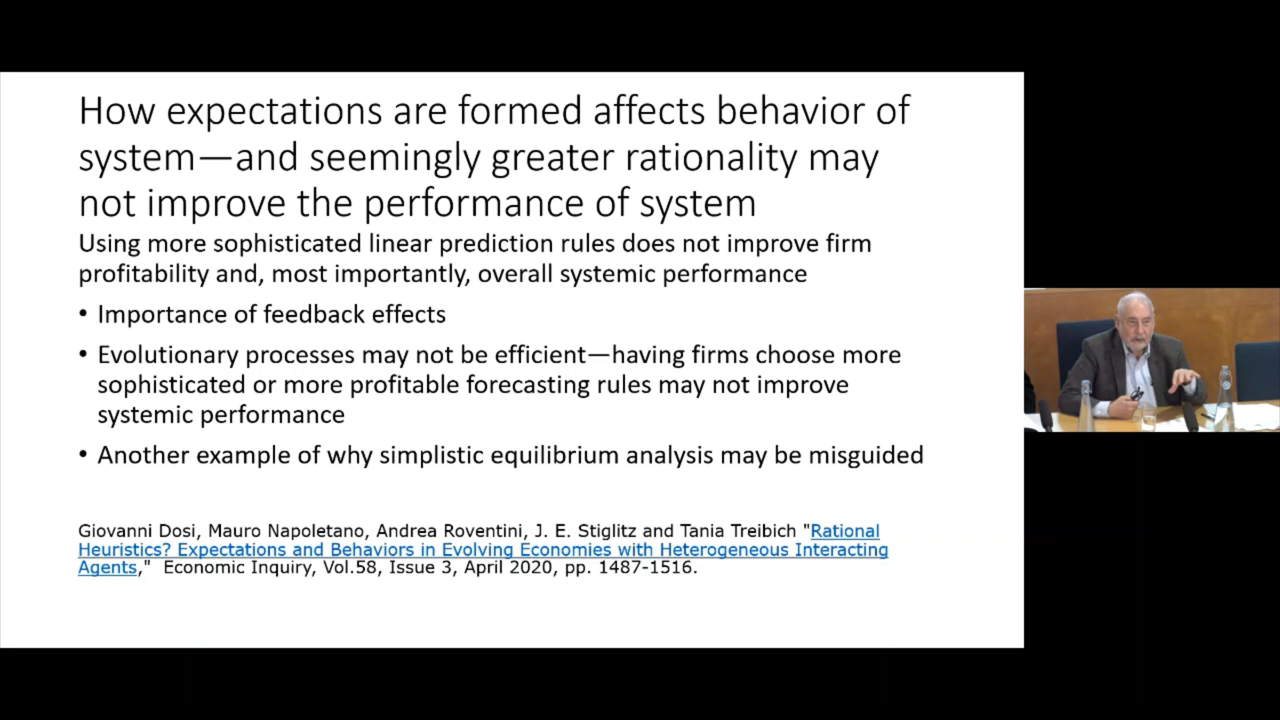 How expectations are formed affects behavior of
system—and seemingly greater rationality may
not improve the performance of system
Using more sophisticated linear prediction rules does not improve firm
profitability and, most importantly, overall systemic performance
• Importance of feedback effects
• Evolutionary processes may not be efficient—having firms choose more
sophisticated or more profitable forecasting rules may not improve
systemic performance
• Another example of why simplistic equilibrium analysis may be misguided
Giovanni Dosi, Mauro Napoletano, Andrea Roventini, J. E. Stiglitz and Tania Treibich "Rational
Heuristics? Expectations and Behaviors in Evolving Economies with Heterogeneous Interacting
Agents," Economic Inquiry, Vol.58, Issue 3, April 2020, pp. 1487-1516.